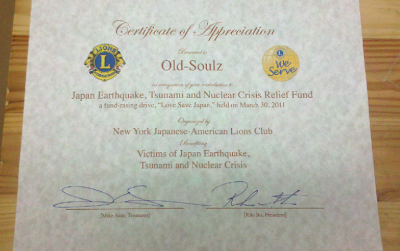 Certificate of Appreciation
Presented to
LIONS
L
We
Serve
Old-Soulz
in recognition of your contribution to
Japan Earthquake, Tsunami and Nuclear Crisis Relief Fund
a fund-raising drive, "Love Save Japan," held on March 30, 2011
Organized by
New York Japanese-American Lions Club
Benefitting
Victims of Japan Earthquake,
Tsunami and Nuclear Crisis